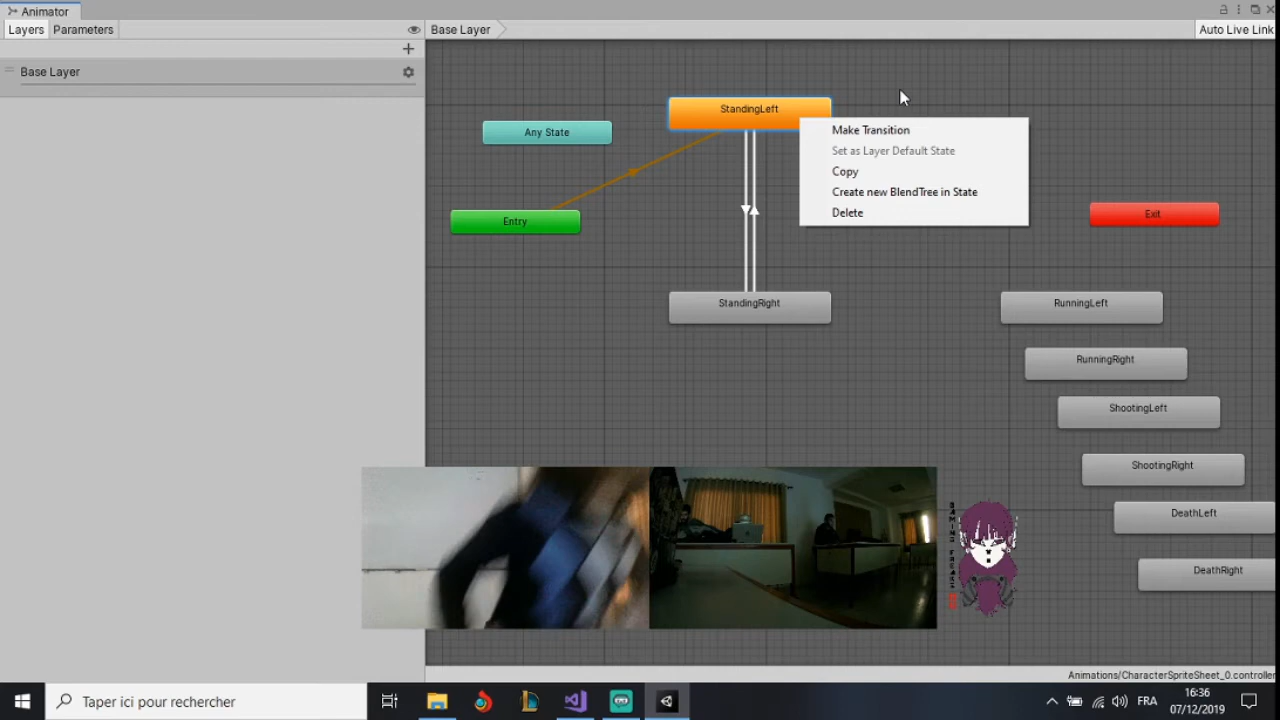 Animator
Layers Parameters
Base Layer
Auto Live Link
Base Layer
StandingLeft
Any State
Make Transition
Set as Layer Default State
Copy
Create new BlendTree in State
Delete
Entry
Exit
StandingRight
RunningLeft
RunningRight
ShootingLeft
ShootingRight
DeathLeft
DeathRight
GAMING FREAKS
Animations/CharacterSpriteSheet_0.controller
Taper ici pour rechercher
FRA
16:36
07/12/2019